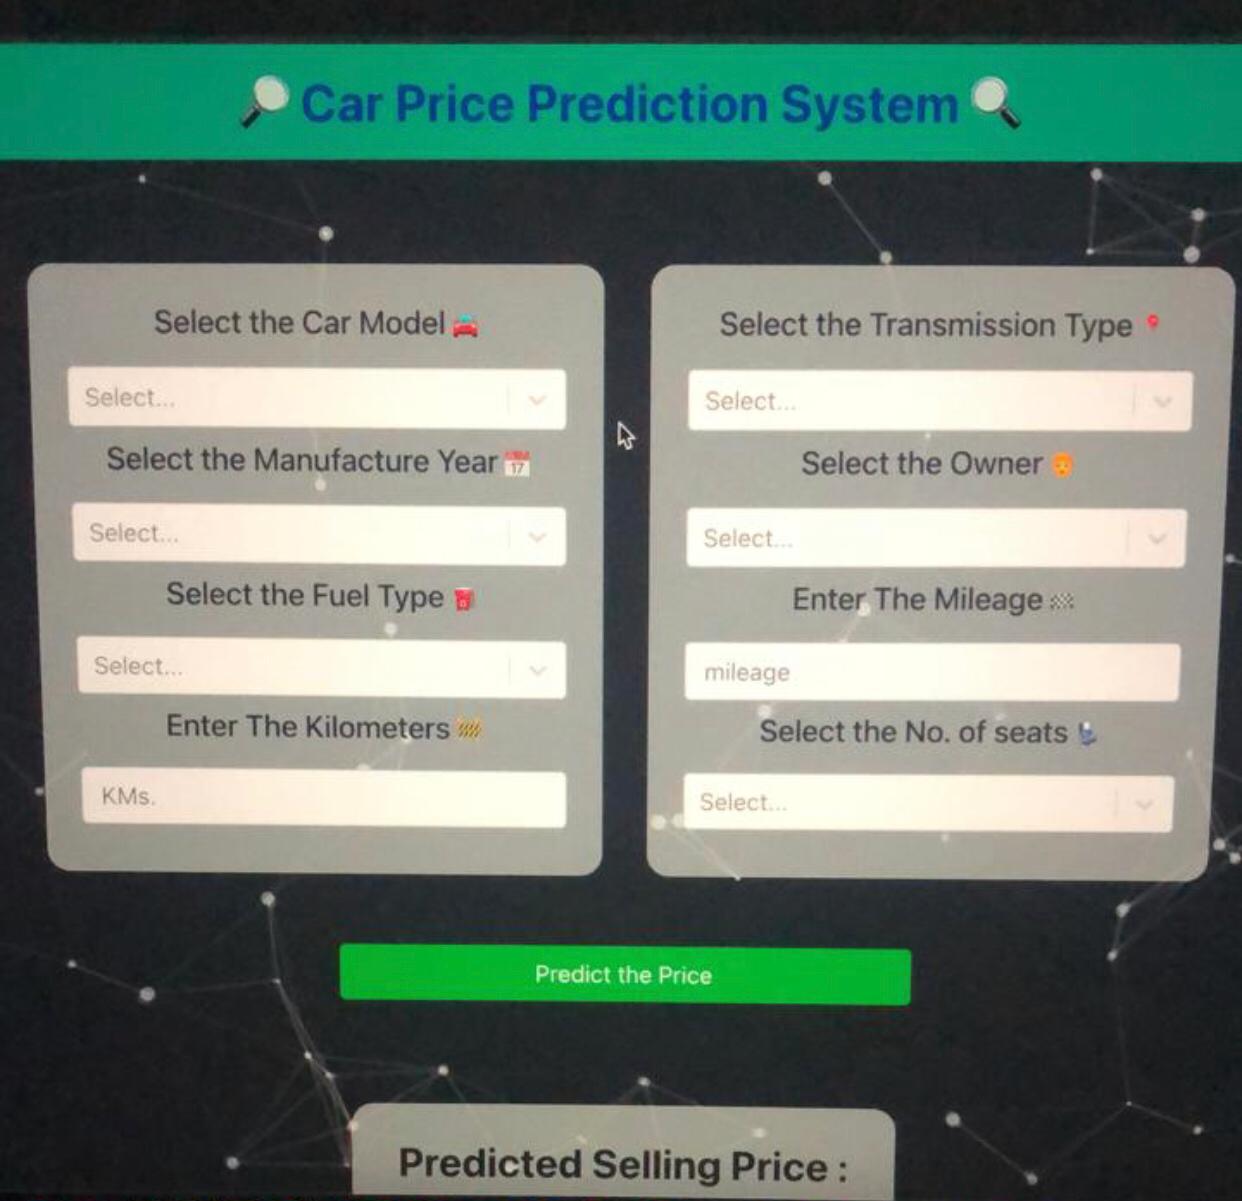 Car Price Prediction System
Select the Car Model
Select...
Select the Manufacture Year
17
Select...
Select the Fuel Type
Select...
Enter The Kilometers
KMs.
Select the Transmission Type
Select...
Select the Owner
Select...
Enter The Mileage
mileage
Select the No. of seats
Select...
Predict the Price
Predicted Selling Price :